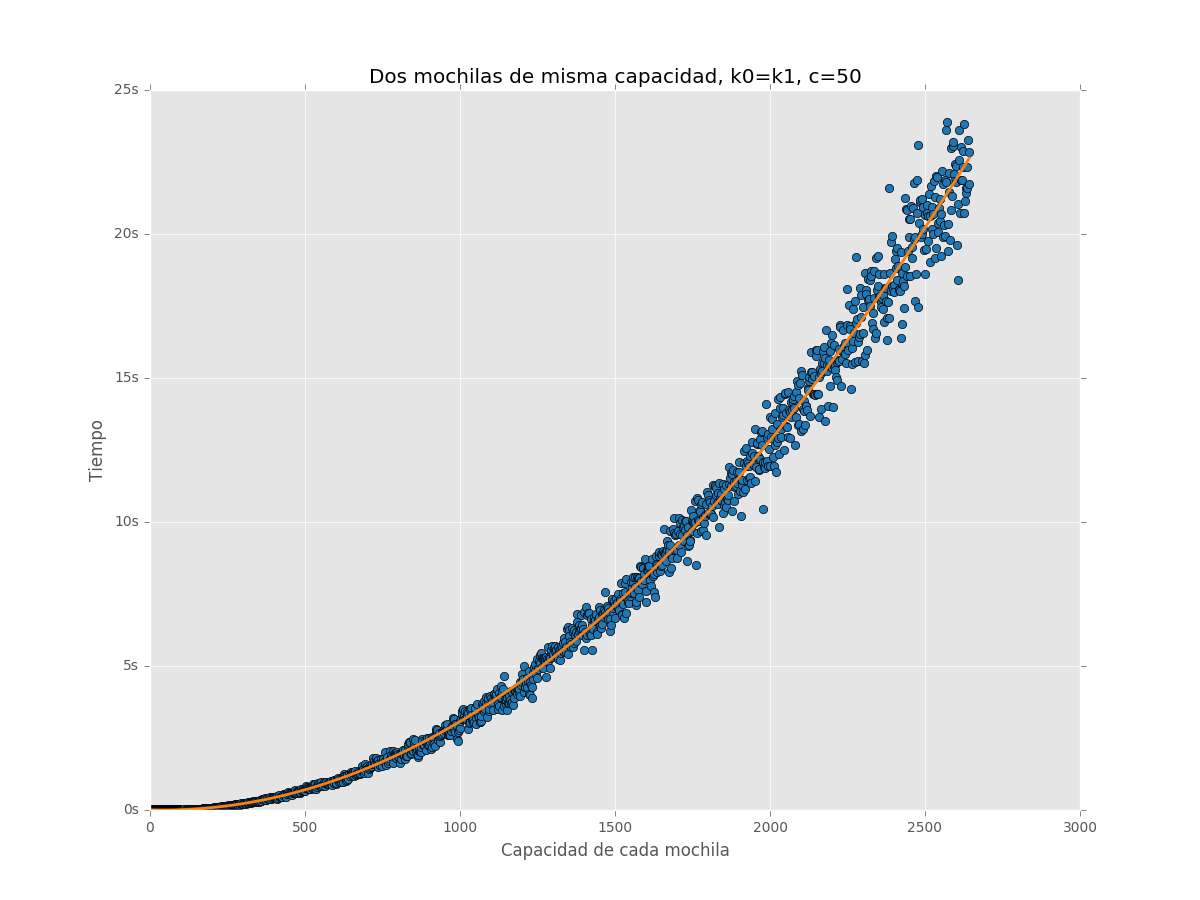 Dos mochilas de misma capacidad, k0=k1, c=50
25s
20s
15s
10s
5s
0s
Tiempo
0 500 1000 1500 2000 2500 3000
Capacidad de cada mochila